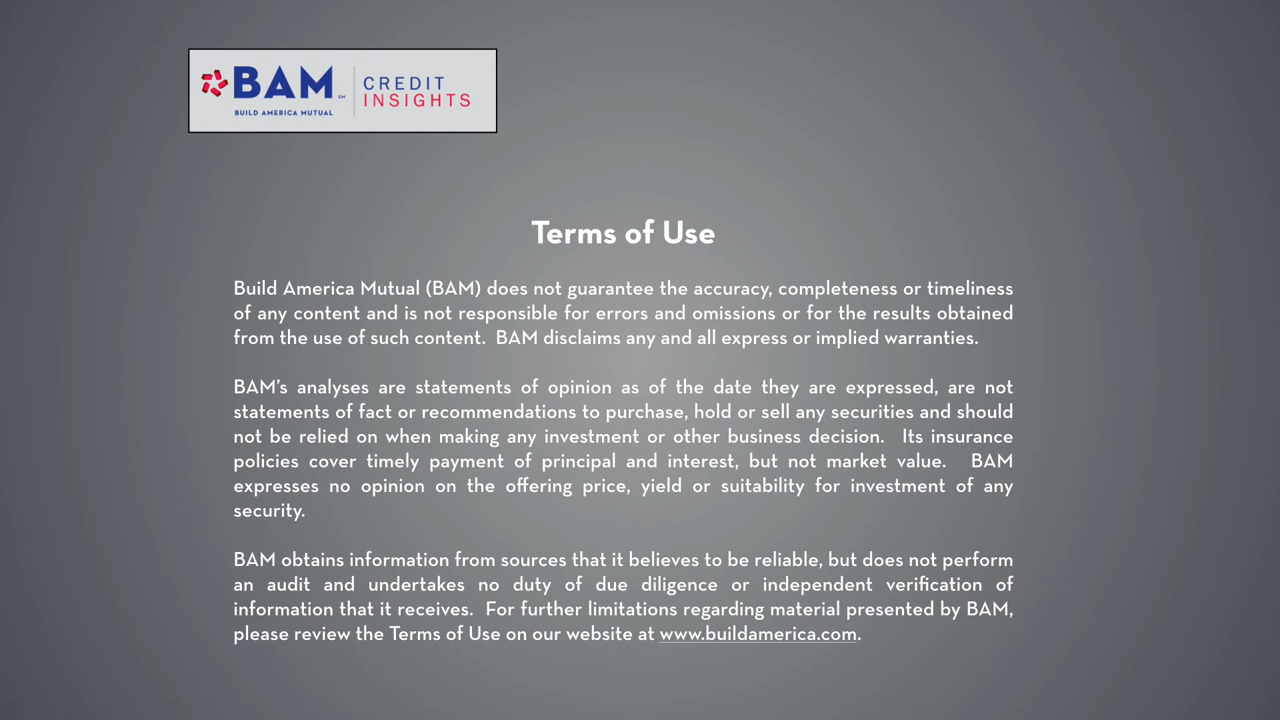 BAM SM
BUILD AMERICA MUTUAL
CREDIT
INSIGHTS
Terms of Use
Build America Mutual (BAM) does not guarantee the accuracy, completeness or timeliness
of any content and is not responsible for errors and omissions or for the results obtained
from the use of such content.  BAM disclaims any and all express or implied warranties.
BAM's analyses are statements of opinion as of the date they are expressed, are not
statements of fact or recommendations to purchase, hold or sell any securities and should
not be relied on when making any investment or other business decision.  Its insurance
policies cover timely payment of principal and interest, but not market value.  BAM
expresses no opinion on the offering price, yield or suitability for investment of any
security.
BAM obtains information from sources that it believes to be reliable, but does not perform
an audit and undertakes no duty of due diligence or independent verification of
information that it receives.  For further limitations regarding material presented by BAM,
please review the Terms of Use on our website at www.buildamerica.com.